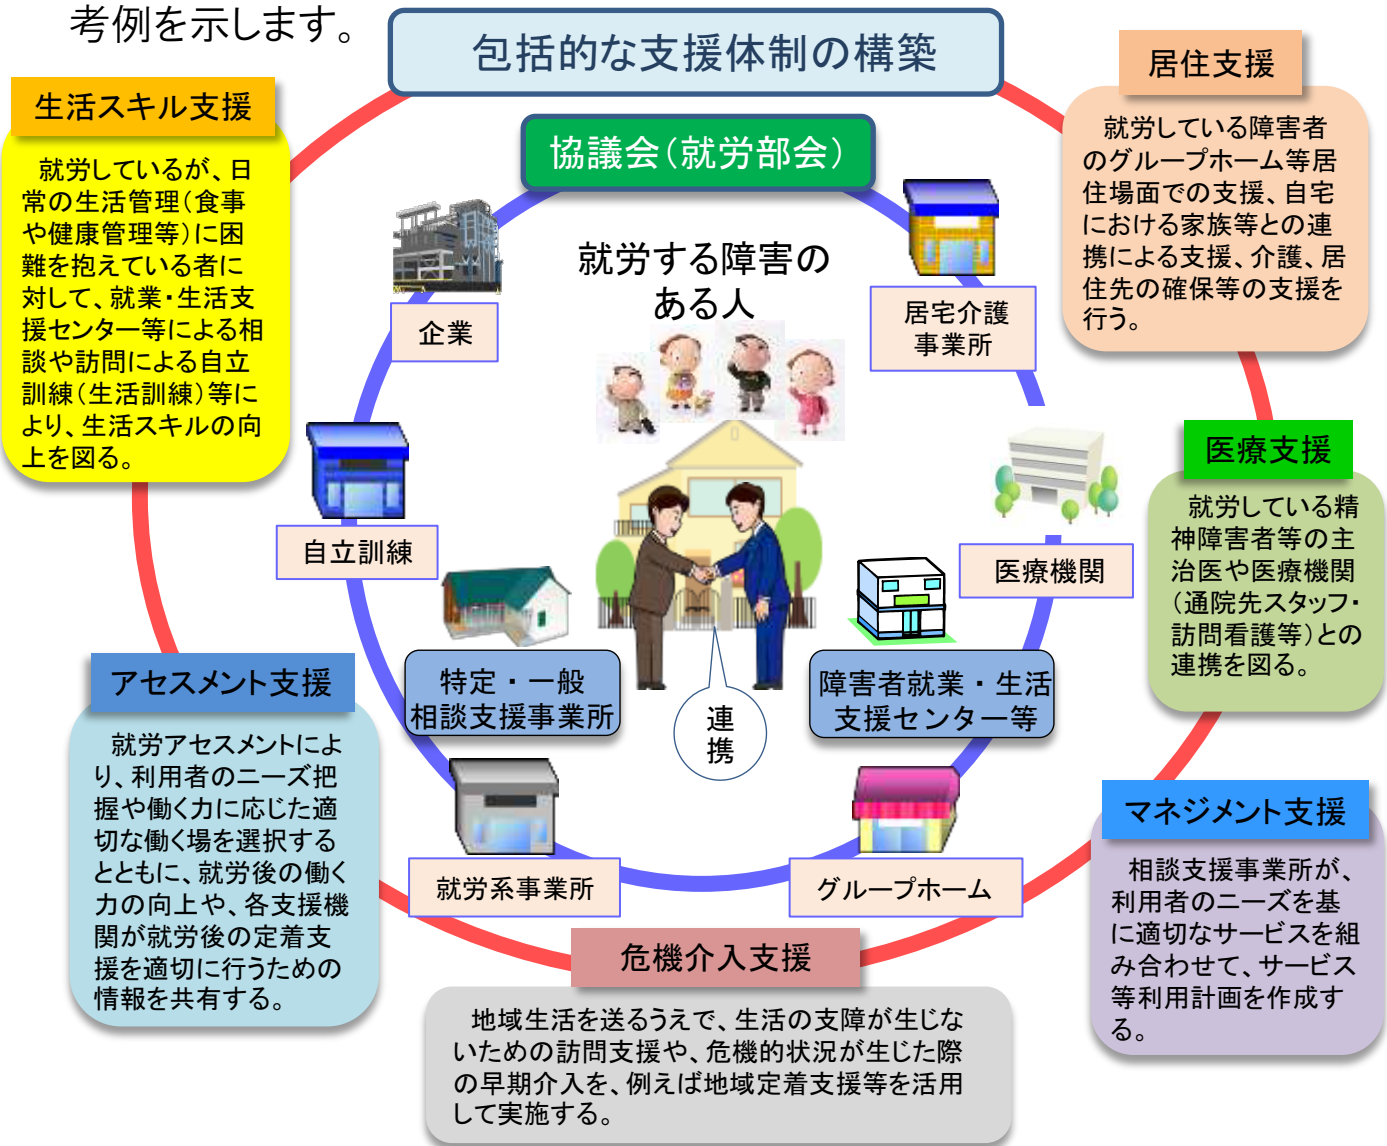 考例を示します。
包括的な支援体制の構築
生活スキル支援
就労しているが、日
常の生活管理(食事
や健康管理等)に困
難を抱えている者に
対して、就業・生活支
援センター等による相
談や訪問による自立
訓練(生活訓練)等に
より、生活スキルの向
上を図る。
居住支援
就労している障害者
のグループホーム等居
住場面での支援、自宅
における家族等との連
携による支援、介護、居
住先の確保等の支援を
行う。
協議会(就労部会)
就労する障害の
ある人
企業
居宅介護
事業所
自立訓練
医療機関
医療支援
就労している精
神障害者等の主
治医や医療機関
(通院先スタッフ・
訪問看護等)との
連携を図る。
特定・一般
相談支援事業所
連
携
障害者就業・生活
支援センター等
就労系事業所
グループホーム
アセスメント支援
就労アセスメントによ
り、利用者のニーズ把
握や働く力に応じた適
切な働く場を選択する
とともに、就労後の働く
力の向上や、各支援機
関が就労後の定着支
援を適切に行うための
情報を共有する。
マネジメント支援
相談支援事業所が、
利用者のニーズを基
に適切なサービスを組
み合わせて、サービス
等利用計画を作成す
る。
危機介入支援
地域生活を送るうえで、生活の支障が生じな
いための訪問支援や、危機的状況が生じた際
の早期介入を、例えば地域定着支援等を活用
して実施する。